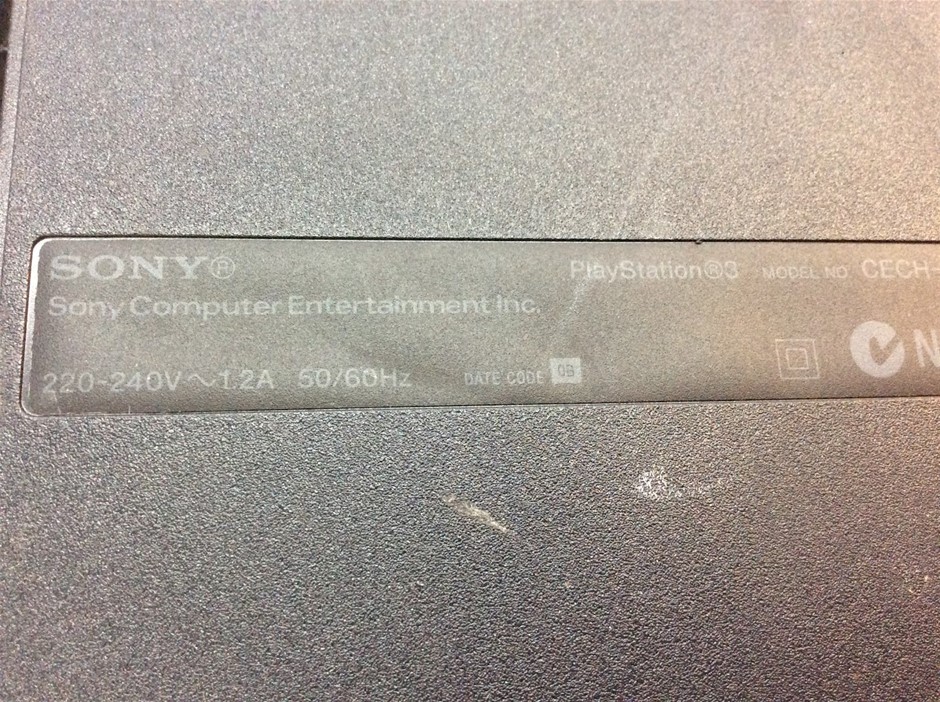 SONY®
PlayStation®3 MODEL NO CECH-
Sony Computer Entertainment Inc.
220-240V～1.2A 50/60Hz DATE CODE 0B
N